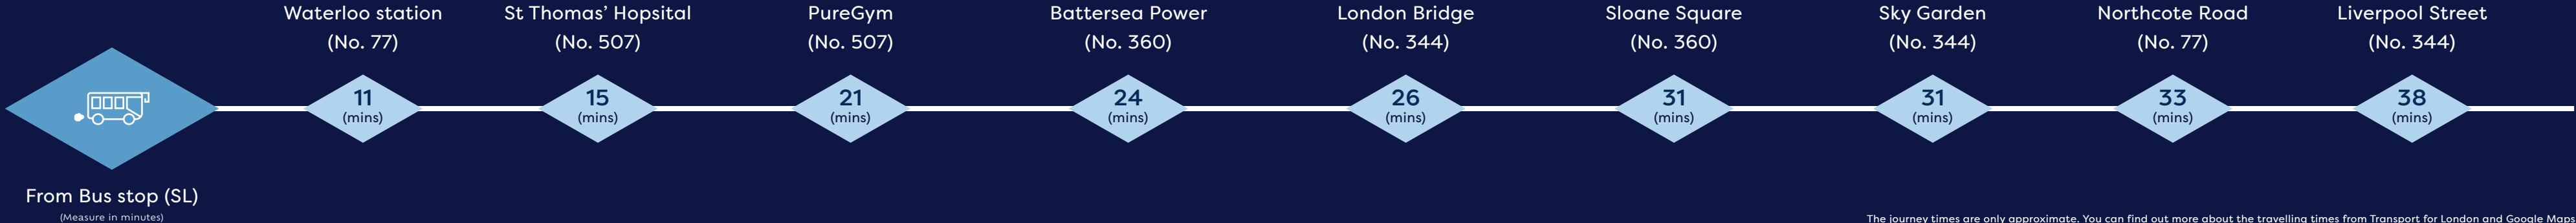 Waterloo station
(No. 77)
St Thomas’ Hopsital
(No. 507)
PureGym
(No. 507)
Battersea Power
(No. 360)
London Bridge
(No. 344)
Sloane Square
(No. 360)
Sky Garden
(No. 344)
Northcote Road
(No. 77)
Liverpool Street
(No. 344)
11
(mins)
15
(mins)
21
(mins)
24
(mins)
26
(mins)
31
(mins)
31
(mins)
33
(mins)
38
(mins)
From Bus stop (SL)
(Measure in minutes)
The journey times are only approximate. You can find out more about the travelling times from Transport for London and Google Maps